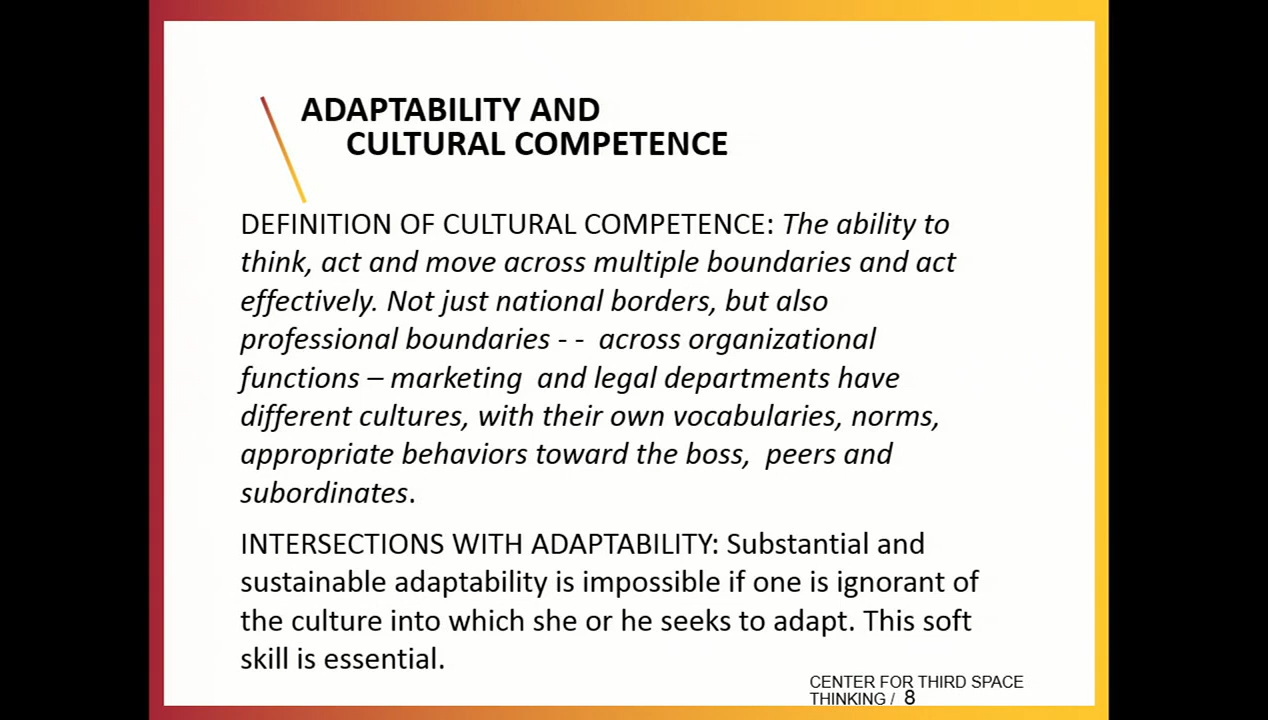 ADAPTABILITY AND
CULTURAL COMPETENCE
DEFINITION OF CULTURAL COMPETENCE: The ability to
think, act and move across multiple boundaries and act
effectively. Not just national borders, but also
professional boundaries - -  across organizational
functions – marketing  and legal departments have
different cultures, with their own vocabularies, norms,
appropriate behaviors toward the boss,  peers and
subordinates.
INTERSECTIONS WITH ADAPTABILITY: Substantial and
sustainable adaptability is impossible if one is ignorant of
the culture into which she or he seeks to adapt. This soft
skill is essential.
CENTER FOR THIRD SPACE
THINKING / 8